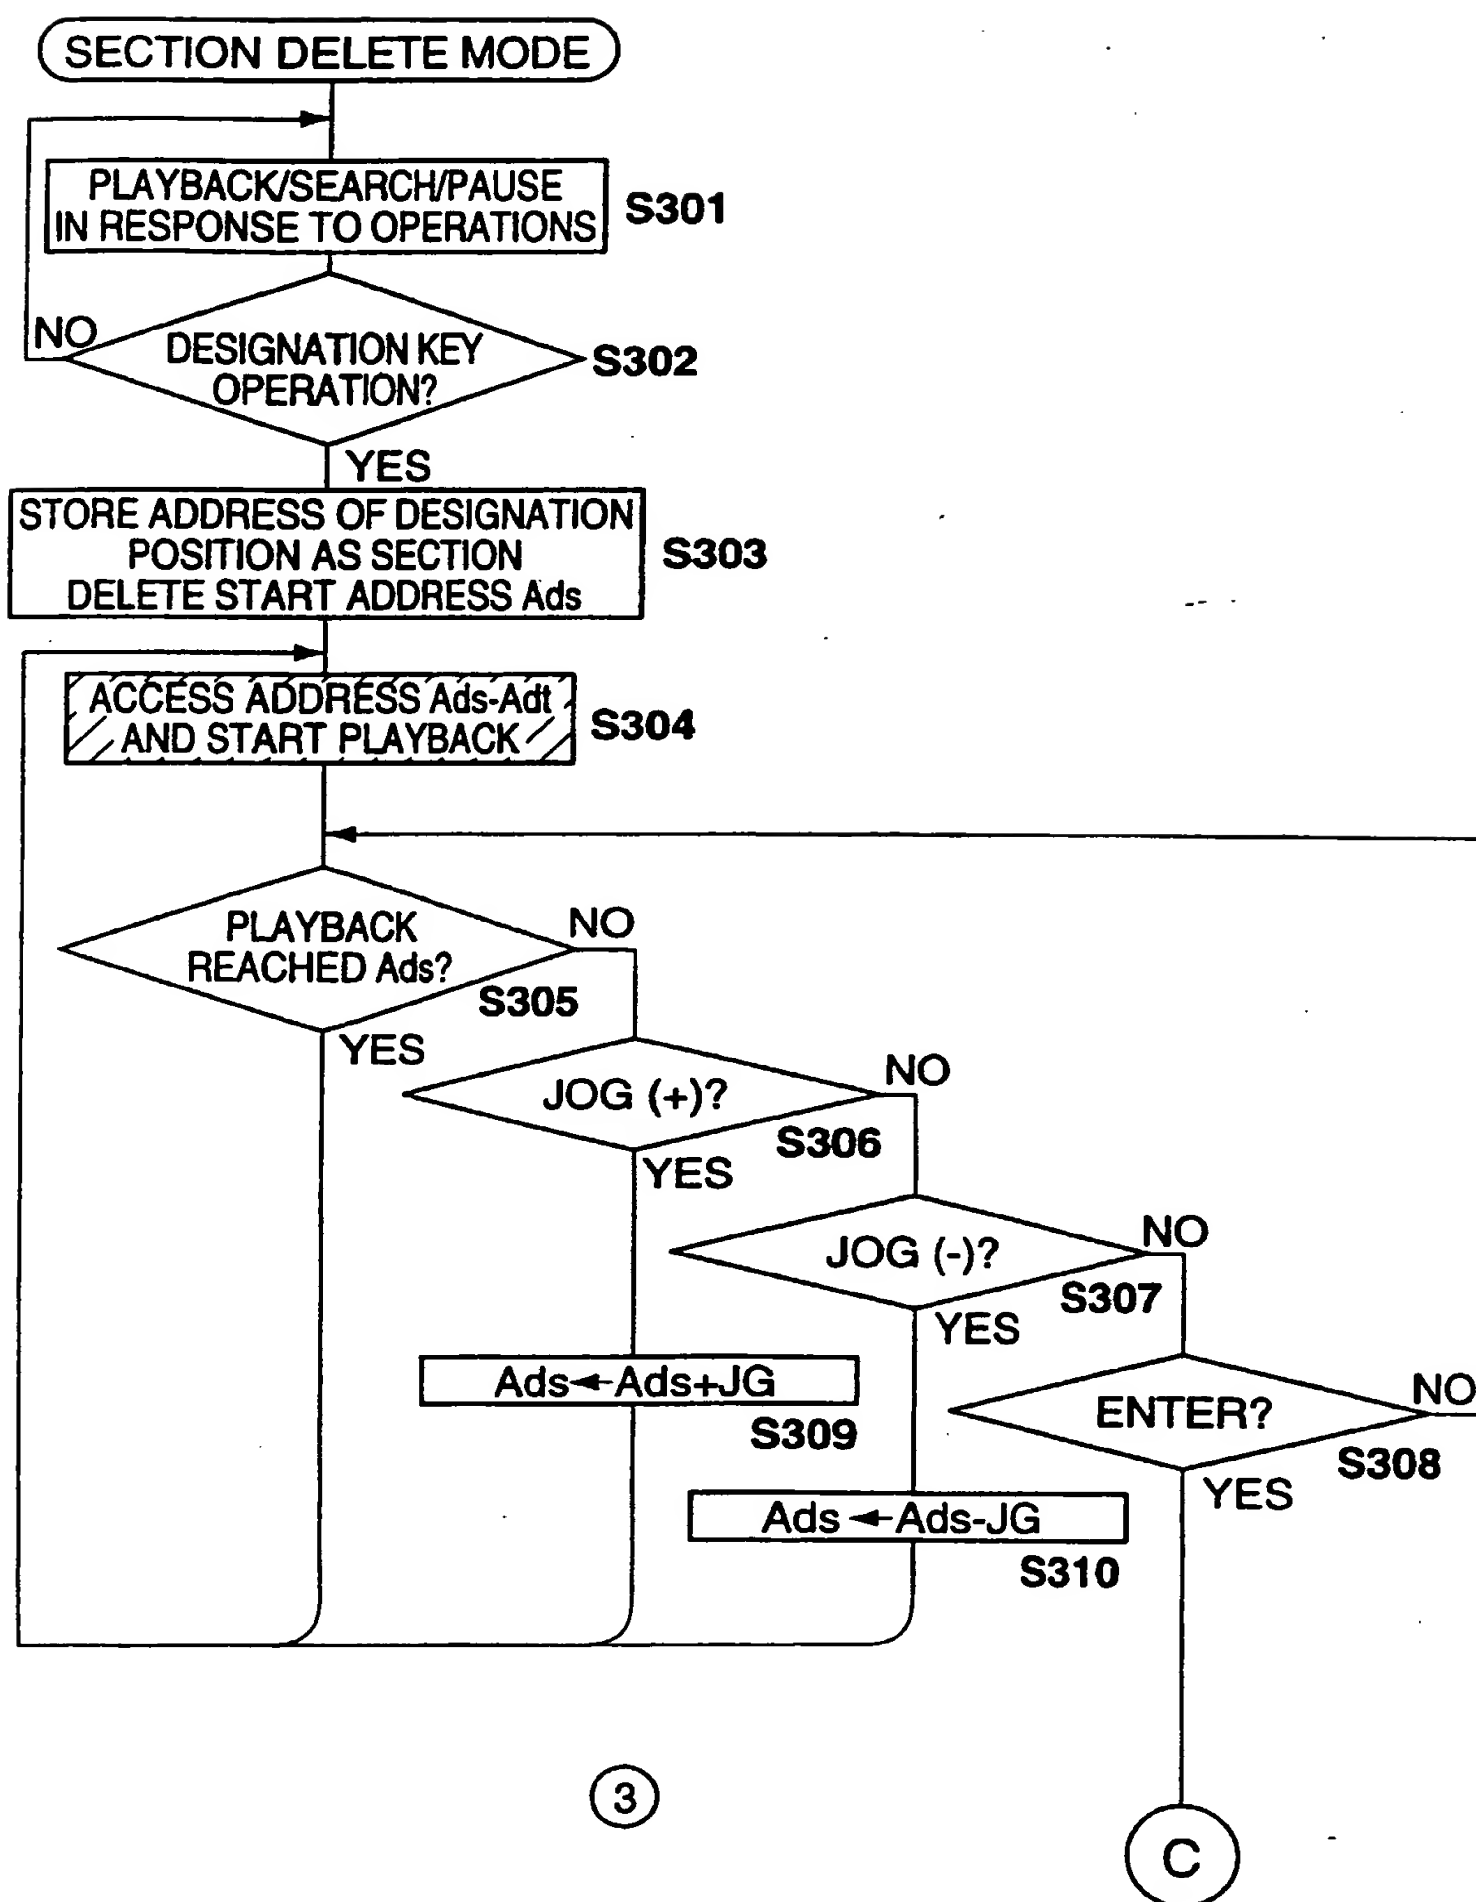 SECTION DELETE MODE
PLAYBACK/SEARCH/PAUSE
IN RESPONSE TO OPERATIONS
S301
NO
DESIGNATION KEY
OPERATION?
S302
YES
STORE ADDRESS OF DESIGNATION
POSITION AS SECTION
DELETE START ADDRESS Ads
S303
ACCESS ADDRESS Ads-Adt
AND START PLAYBACK
S304
PLAYBACK
REACHED Ads?
NO
S305
YES
JOG (+)?
NO
S306
YES
JOG (-)?
NO
S307
YES
Ads←Ads+JG
S309
ENTER?
NO
S308
YES
Ads←Ads-JG
S310
3
C